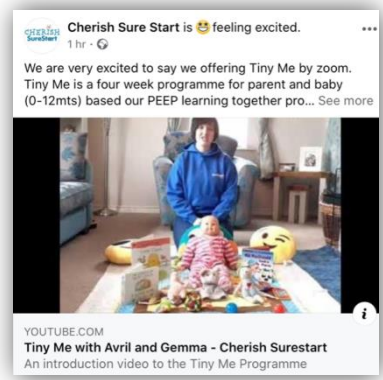 CHERISH
SureStart
Cherish Sure Start is 😃 feeling excited.
1 hr ·
We are very excited to say we offering Tiny Me by zoom.
Tiny Me is a four week programme for parent and baby
(0-12mts) based our PEEP learning together pro... See more
YOUTUBE.COM
Tiny Me with Avril and Gemma - Cherish Surestart
An introduction video to the Tiny Me Programme